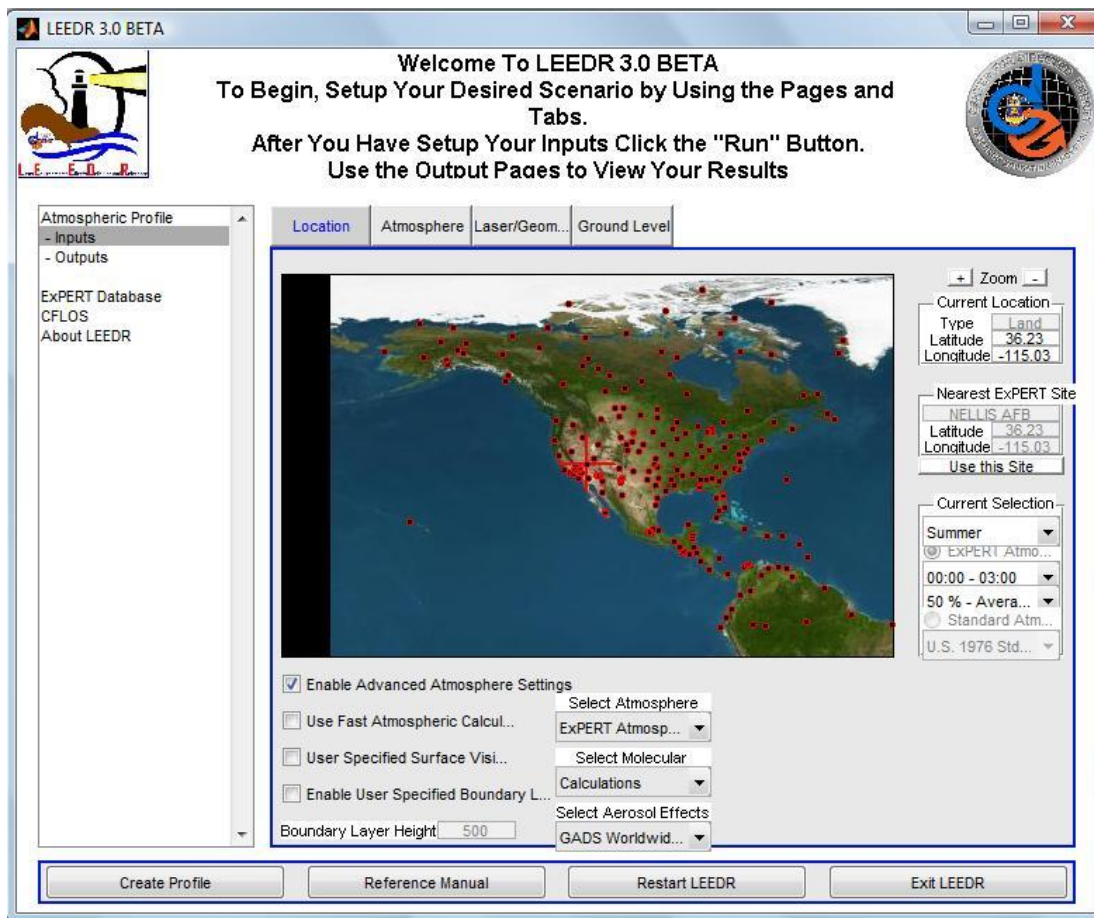 LEEDR 3.0 BETA
Welcome To LEEDR 3.0 BETA
To Begin, Setup Your Desired Scenario by Using the Pages and
Tabs.
After You Have Setup Your Inputs Click the "Run" Button.
Use the Output Pages to View Your Results
L E E D R
Atmospheric Profile
- Inputs
- Outputs
ExPERT Database
CFLOS
About LEEDR
Location Atmosphere Laser/Geom... Ground Level
+ Zoom -
Current Location
Type Land
Latitude 36.23
Longitude -115.03
Nearest ExPERT Site
NELLIS AFB
Latitude 36.23
Longitude -115.03
Use this Site
Current Selection
Summer
ExPERT Atmo...
00:00 - 03:00
50 % - Avera...
Standard Atm...
U.S. 1976 Std...
Enable Advanced Atmosphere Settings
Use Fast Atmospheric Calcul...
User Specified Surface Visi...
Enable User Specified Boundary L...
Boundary Layer Height 500
Select Atmosphere
ExPERT Atmosp...
Select Molecular
Calculations
Select Aerosol Effects
GADS Worldwid...
Create Profile Reference Manual Restart LEEDR Exit LEEDR